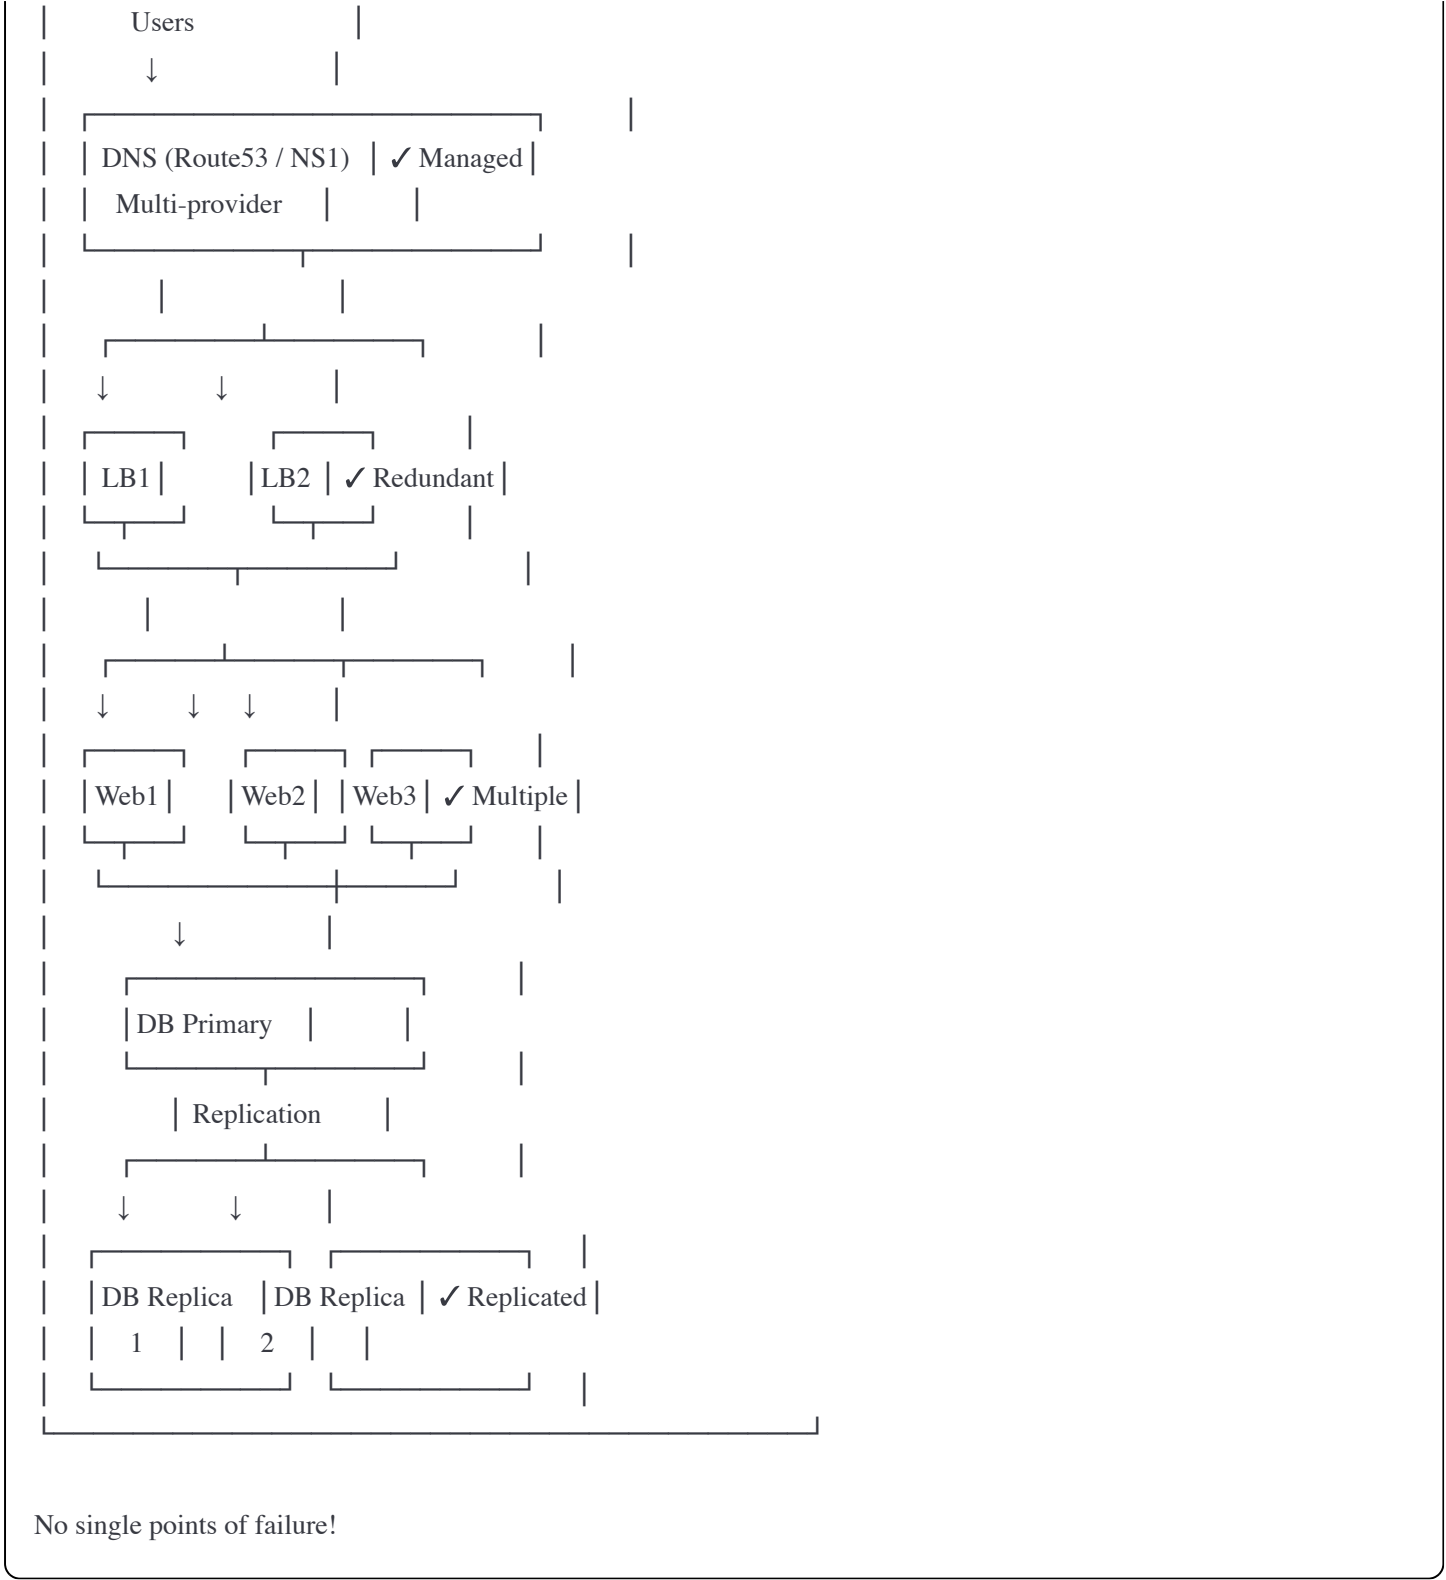 Users
↓
DNS (Route53 / NS1) ✓ Managed
Multi-provider
↓ ↓
LB1 LB2 ✓ Redundant
↓ ↓ ↓
Web1 Web2 Web3 ✓ Multiple
↓
DB Primary
Replication
↓ ↓
DB Replica DB Replica ✓ Replicated
1 2
No single points of failure!